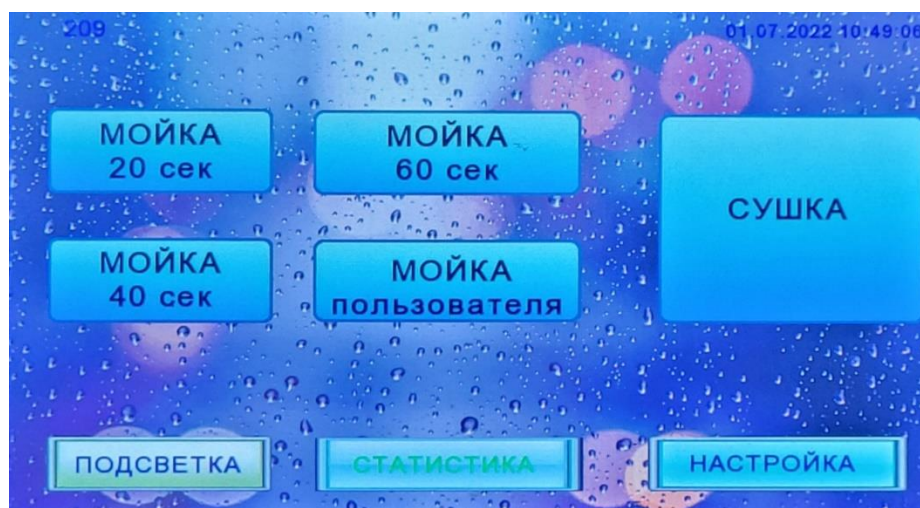 209
01.07.2022 10:49:06
МОЙКА
20 сек
МОЙКА
60 сек
СУШКА
МОЙКА
40 сек
МОЙКА
пользователя
ПОДСВЕТКА
СТАТИСТИКА
НАСТРОЙКА